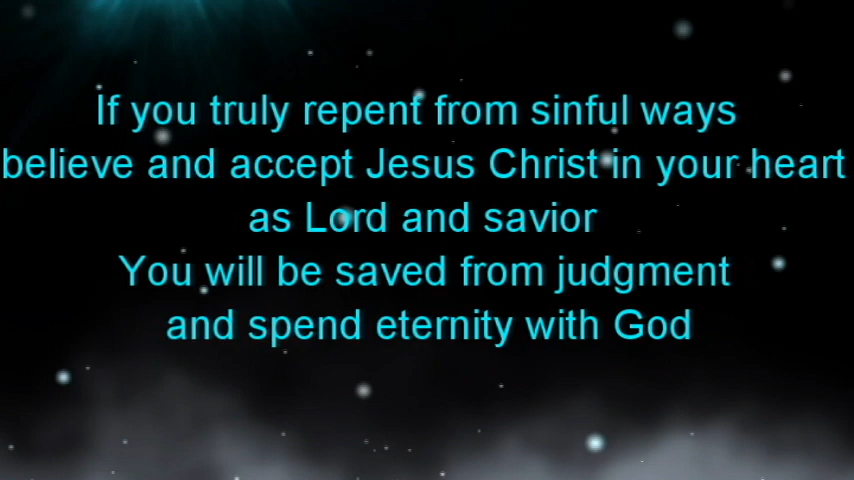 If you truly repent from sinful ways
believe and accept Jesus Christ in your heart
as Lord and savior
You will be saved from judgment
and spend eternity with God